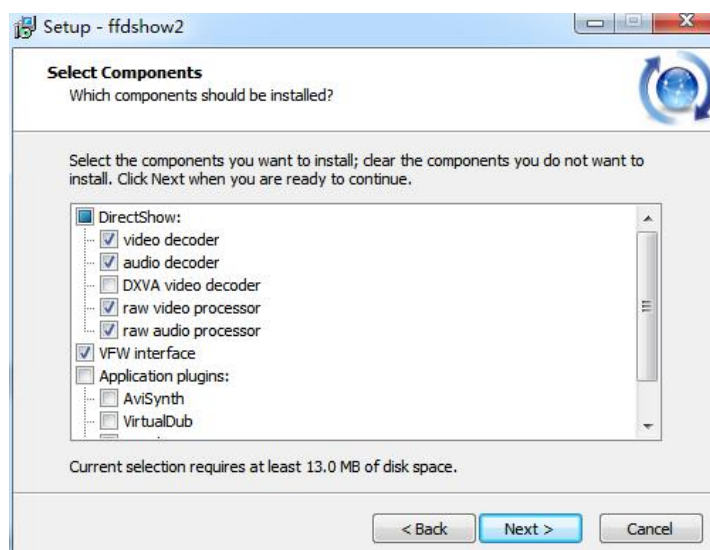 Setup - ffdshow2
Select Components
Which components should be installed?
Select the components you want to install; clear the components you do not want to
install. Click Next when you are ready to continue.
DirectShow:
video decoder
audio decoder
DXVA video decoder
raw video processor
raw audio processor
VFW interface
Application plugins:
AviSynth
VirtualDub
Current selection requires at least 13.0 MB of disk space.
< Back
Next >
Cancel